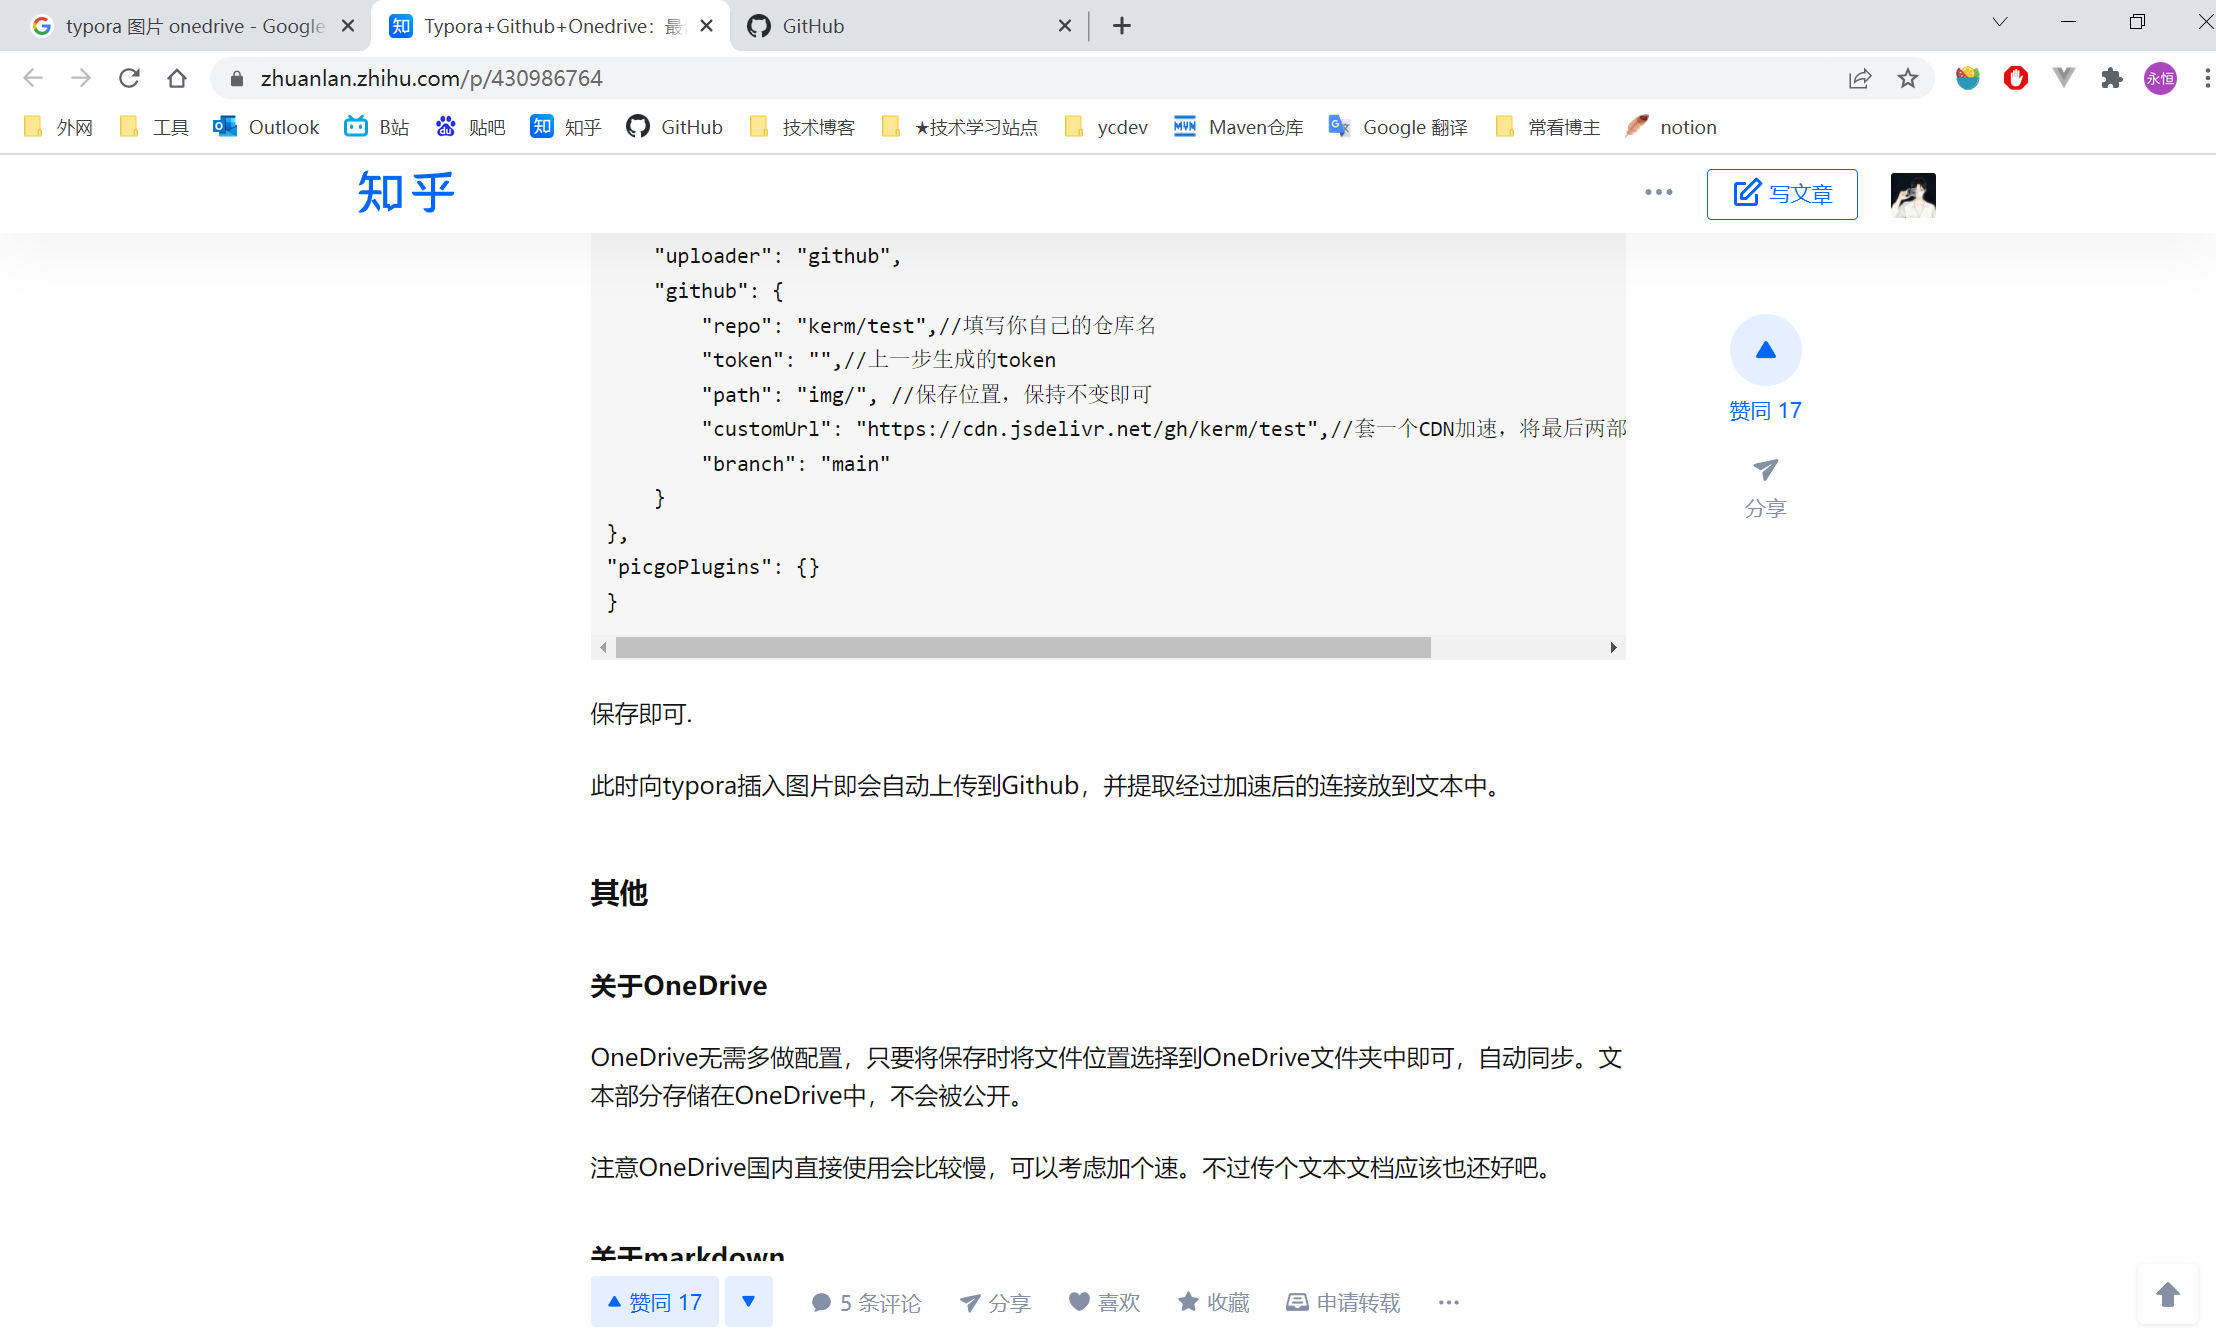 typora 图片 onedrive - Google
Typora+Github+Onedrive：最
GitHub
zhuanlan.zhihu.com/p/430986764
永恒
外网
工具
Outlook
B站
贴吧
知乎
GitHub
技术博客
★技术学习站点
ycdev
Maven仓库
Google 翻译
常看博主
notion
知乎
写文章
"uploader": "github",
"github": {
"repo": "kerm/test",//填写你自己的仓库名
"token": "",//上一步生成的token
"path": "img/", //保存位置，保持不变即可
"customUrl": "https://cdn.jsdelivr.net/gh/kerm/test",//套一个CDN加速，将最后两部
"branch": "main"
}
},
"picgoPlugins": {}
}
赞同 17
分享
保存即可.
此时向typora插入图片即会自动上传到Github，并提取经过加速后的连接放到文本中。
其他
关于OneDrive
OneDrive无需多做配置，只要将保存时将文件位置选择到OneDrive文件夹中即可，自动同步。文
本部分存储在OneDrive中，不会被公开。
注意OneDrive国内直接使用会比较慢，可以考虑加个速。不过传个文本文档应该也还好吧。
关于markdown
赞同 17
5 条评论
分享
喜欢
收藏
申请转载